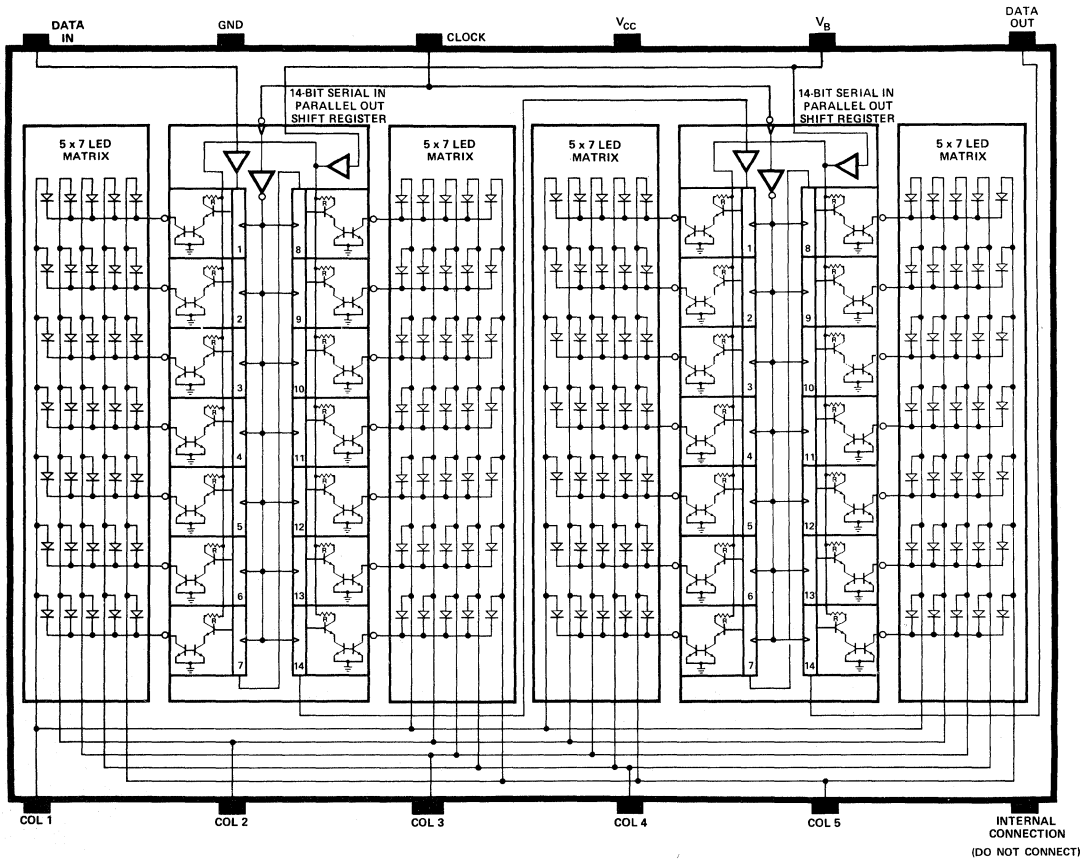 DATA IN
GND
CLOCK
VCC
VB
DATA OUT
14-BIT SERIAL IN
PARALLEL OUT
SHIFT REGISTER
14-BIT SERIAL IN
PARALLEL OUT
SHIFT REGISTER
5 x 7 LED
MATRIX
5 x 7 LED
MATRIX
5 x 7 LED
MATRIX
5 x 7 LED
MATRIX
R
R
R
R
1
8
1
8
R
R
R
R
2
9
2
9
R
R
R
R
3
10
3
10
R
R
R
R
4
11
4
11
R
R
R
R
5
12
5
12
R
R
R
R
6
13
6
13
R
R
R
R
7
14
7
14
COL 1
COL 2
COL 3
COL 4
COL 5
INTERNAL
CONNECTION
(DO NOT CONNECT)